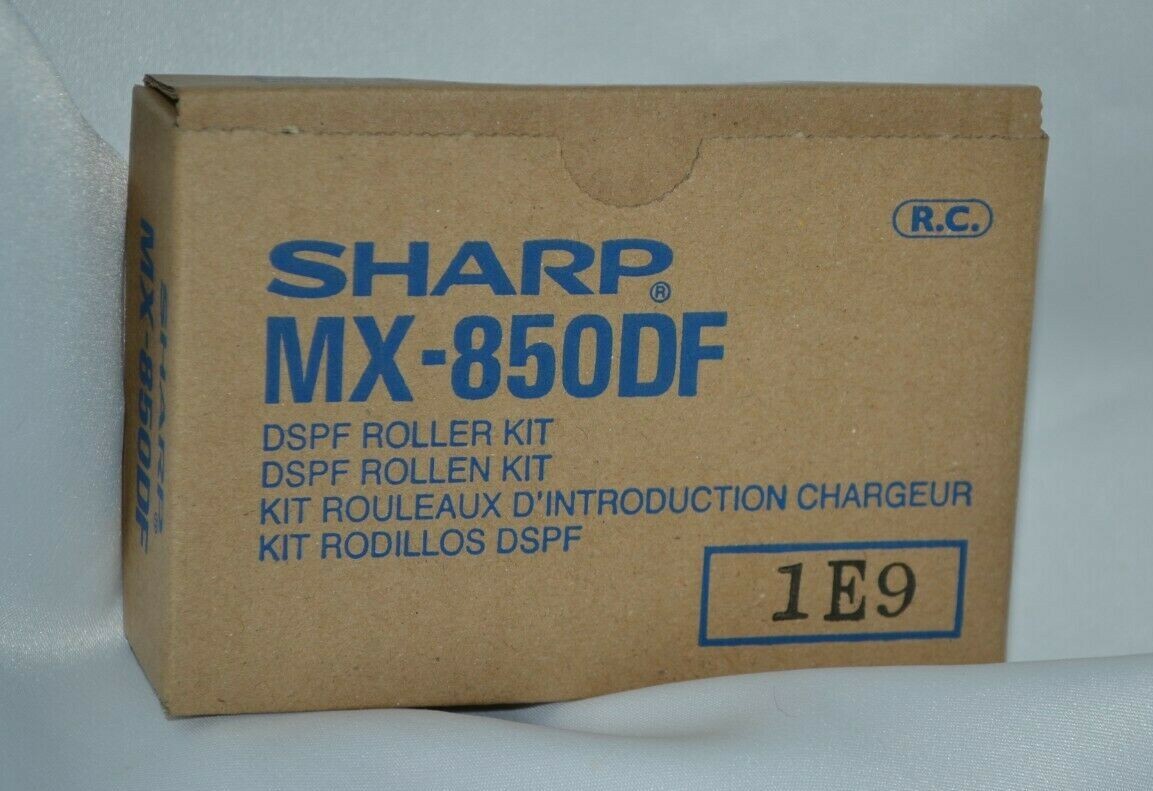 R.C.
SHARP®
MX-850DF
DSPF ROLLER KIT
DSPF ROLLEN KIT
KIT ROULEAUX D'INTRODUCTION CHARGEUR
KIT RODILLOS DSPF
1E9
SHARP®
MX-850DF